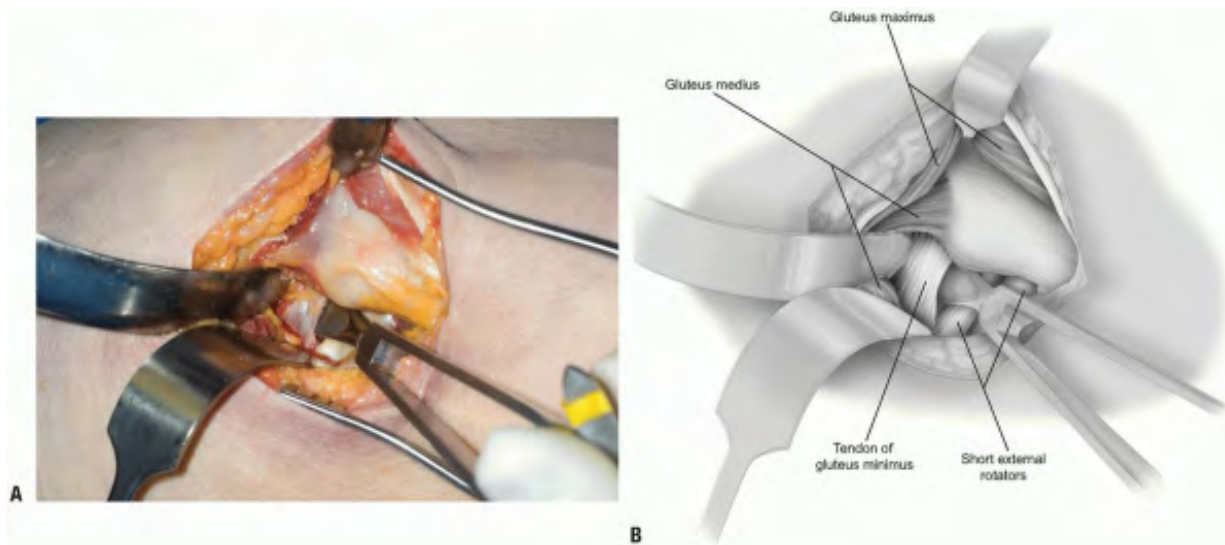 Gluteus maximus
Gluteus medius
Tendon of
gluteus minimus
Short external
rotators
A
B